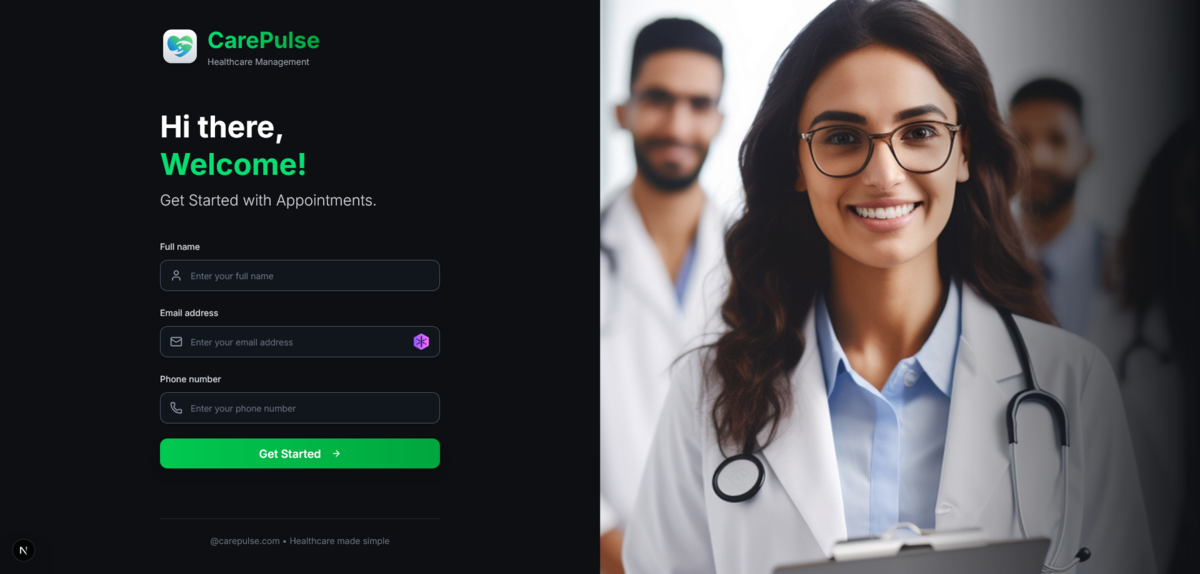 CarePulse
Healthcare Management
Hi there,
Welcome!
Get Started with Appointments.
Full name
Enter your full name
Email address
Enter your email address
Phone number
Enter your phone number
Get Started →
@carepulse.com • Healthcare made simple
N